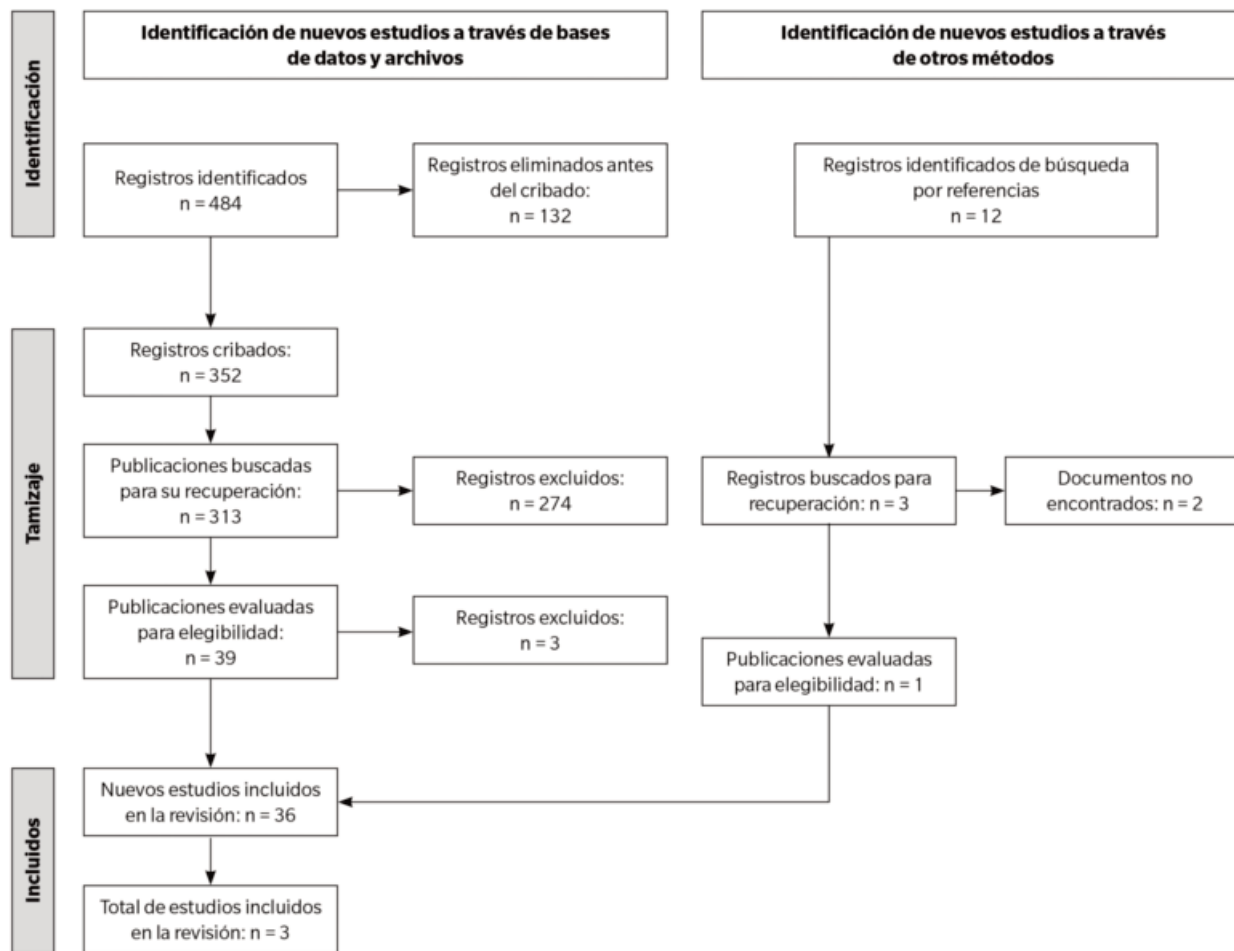 Identificación
Identificación de nuevos estudios a través de bases
de datos y archivos
Identificación de nuevos estudios a través
de otros métodos
Registros identificados
n = 484
Registros eliminados antes
del cribado:
n = 132
Registros identificados de búsqueda
por referencias
n = 12
Tamizaje
Registros cribados:
n = 352
Publicaciones buscadas
para su recuperación:
n = 313
Registros excluidos:
n = 274
Registros buscados para
recuperación: n = 3
Documentos no
encontrados: n = 2
Publicaciones evaluadas
para elegibilidad:
n = 39
Registros excluidos:
n = 3
Publicaciones evaluadas
para elegibilidad: n = 1
Incluidos
Nuevos estudios incluidos
en la revisión: n = 36
Total de estudios incluidos
en la revisión: n = 3